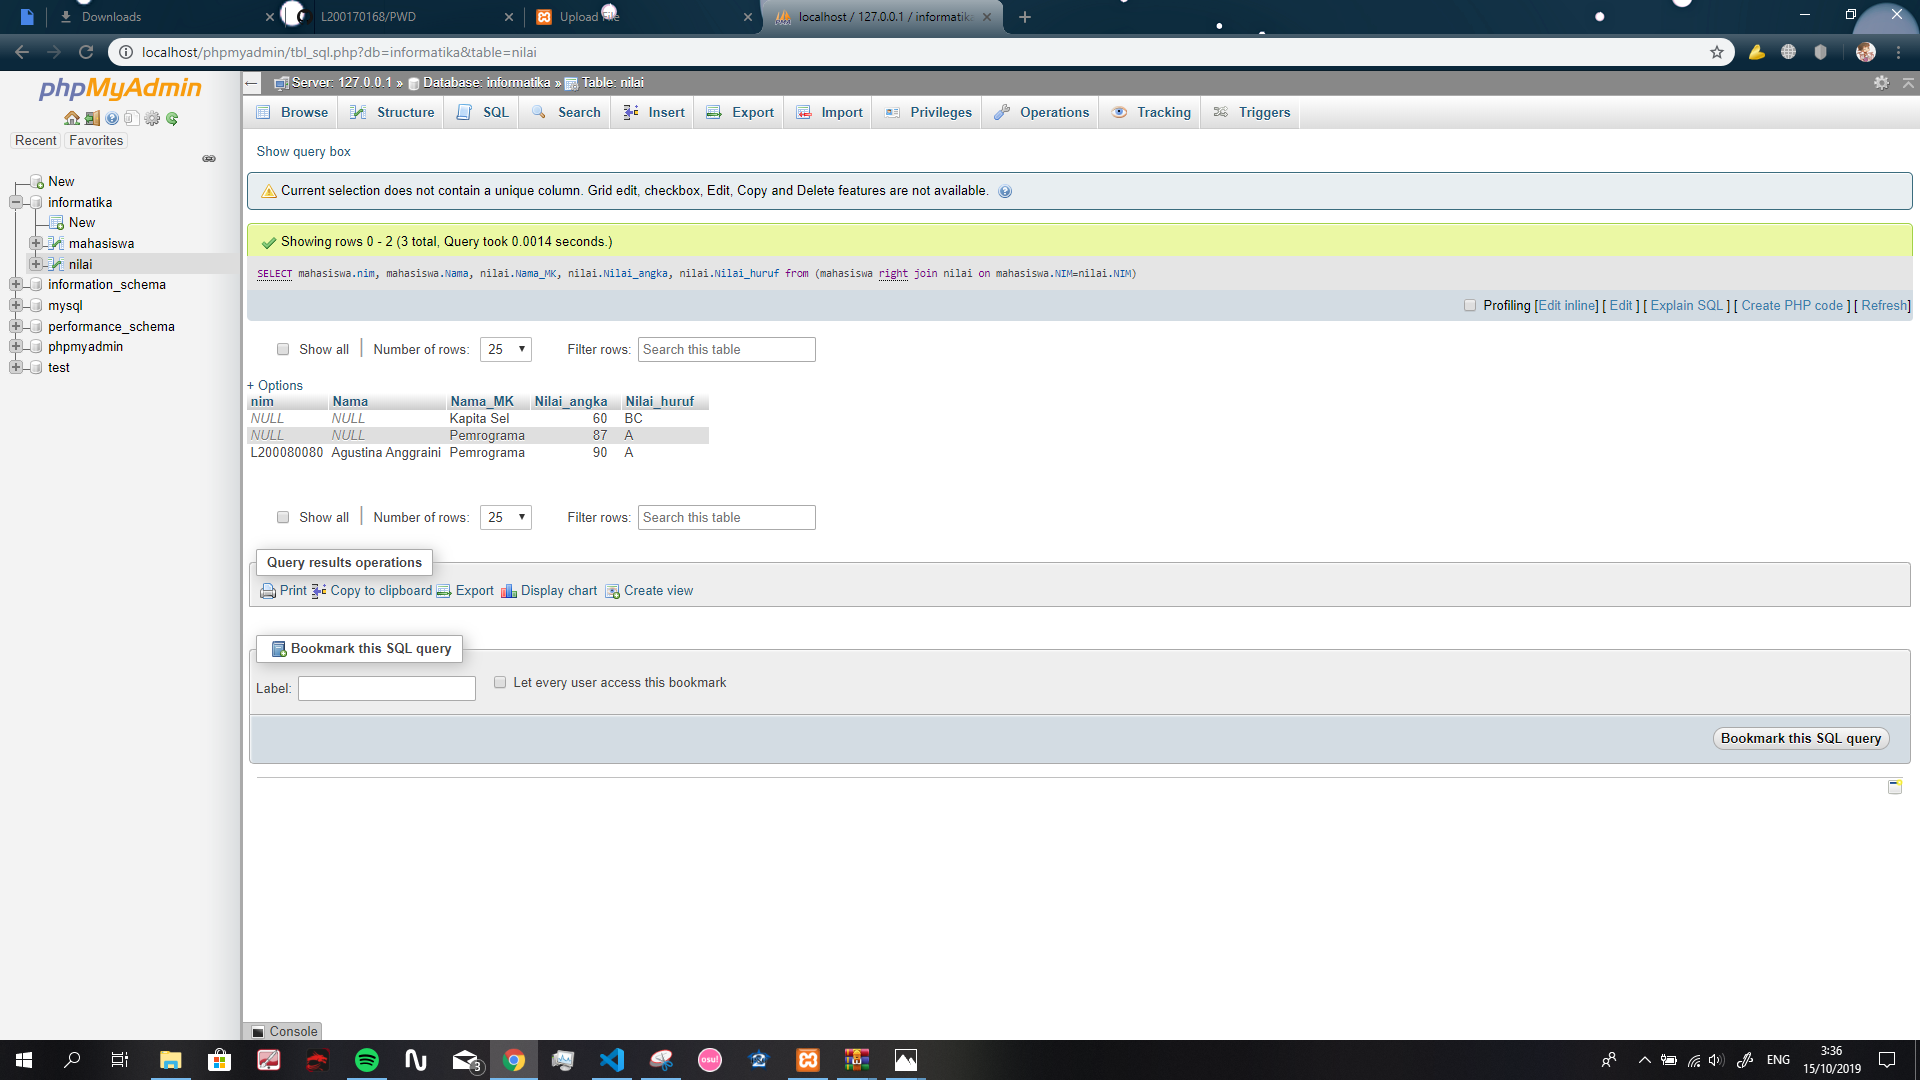 Downloads
L200170168/PWD
Upload File
localhost / 127.0.0.1 / informatik
localhost/phpmyadmin/tbl_sql.php?db=informatika&table=nilai
phpMyAdmin
Recent
Favorites
New
informatika
New
mahasiswa
nilai
information_schema
mysql
performance_schema
phpmyadmin
test
Server: 127.0.0.1 » Database: informatika » Table: nilai
Browse Structure SQL Search Insert Export Import Privileges Operations Tracking Triggers
Show query box
Current selection does not contain a unique column. Grid edit, checkbox, Edit, Copy and Delete features are not available.
Showing rows 0 - 2 (3 total, Query took 0.0014 seconds.)
SELECT mahasiswa.nim, mahasiswa.Nama, nilai.Nama_MK, nilai.Nilai_angka, nilai.Nilai_huruf from (mahasiswa right join nilai on mahasiswa.NIM=nilai.NIM)
Profiling [Edit inline] [ Edit ] [ Explain SQL ] [ Create PHP code ] [ Refresh]
Show all | Number of rows: 25 Filter rows: Search this table
+ Options
nim Nama Nama_MK Nilai_angka Nilai_huruf
NULL NULL Kapita Sel 60 BC
NULL NULL Pemrograma 87 A
L200080080 Agustina Anggraini Pemrograma 90 A
Show all | Number of rows: 25 Filter rows: Search this table
Query results operations
Print Copy to clipboard Export Display chart Create view
Bookmark this SQL query
Label: Let every user access this bookmark
Bookmark this SQL query
Console
osu!
3
ENG
3:36
15/10/2019